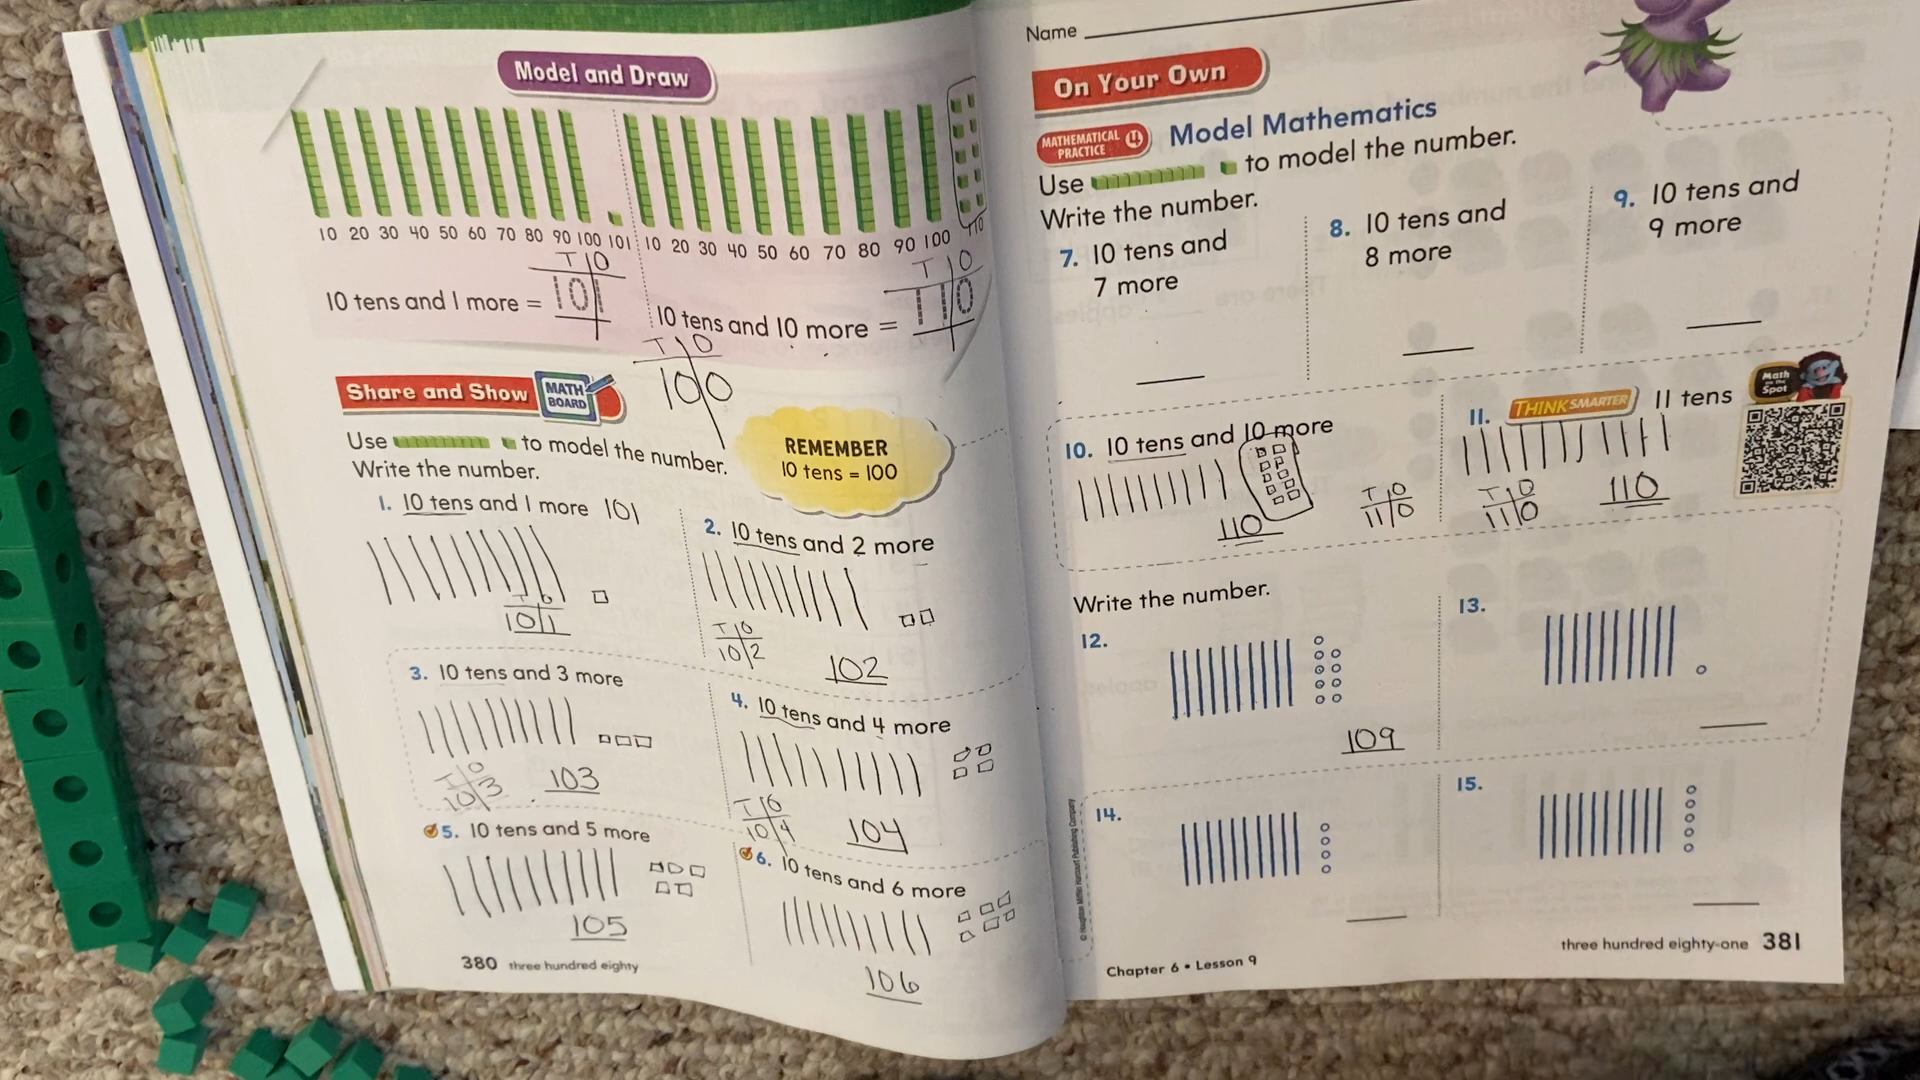 Model and Draw
10 20 30 40 50 60 70 80 90 100 101
10 20 30 40 50 60 70 80 90 100 110
T O
10 tens and 1 more = 101
T O
10 tens and 10 more = 110
T O
100
Share and Show MATH BOARD
Use to model the number.
Write the number.
REMEMBER
10 tens = 100
1. 10 tens and 1 more 101
T O
101
2. 10 tens and 2 more
T O
102
102
3. 10 tens and 3 more
T O
103
103
4. 10 tens and 4 more
T O
104
104
5. 10 tens and 5 more
105
6. 10 tens and 6 more
106
380 three hundred eighty
Name
On Your Own
MATHEMATICAL PRACTICE 4 Model Mathematics
Use to model the number.
Write the number.
7. 10 tens and
7 more
8. 10 tens and
8 more
9. 10 tens and
9 more
10. 10 tens and 10 more
110
T O
110
11. THINK SMARTER 11 tens
Math on the Spot
T O
110
110
Write the number.
12.
109
13.
14.
15.
© Houghton Mifflin Harcourt Publishing Company
Chapter 6 • Lesson 9
three hundred eighty-one 381